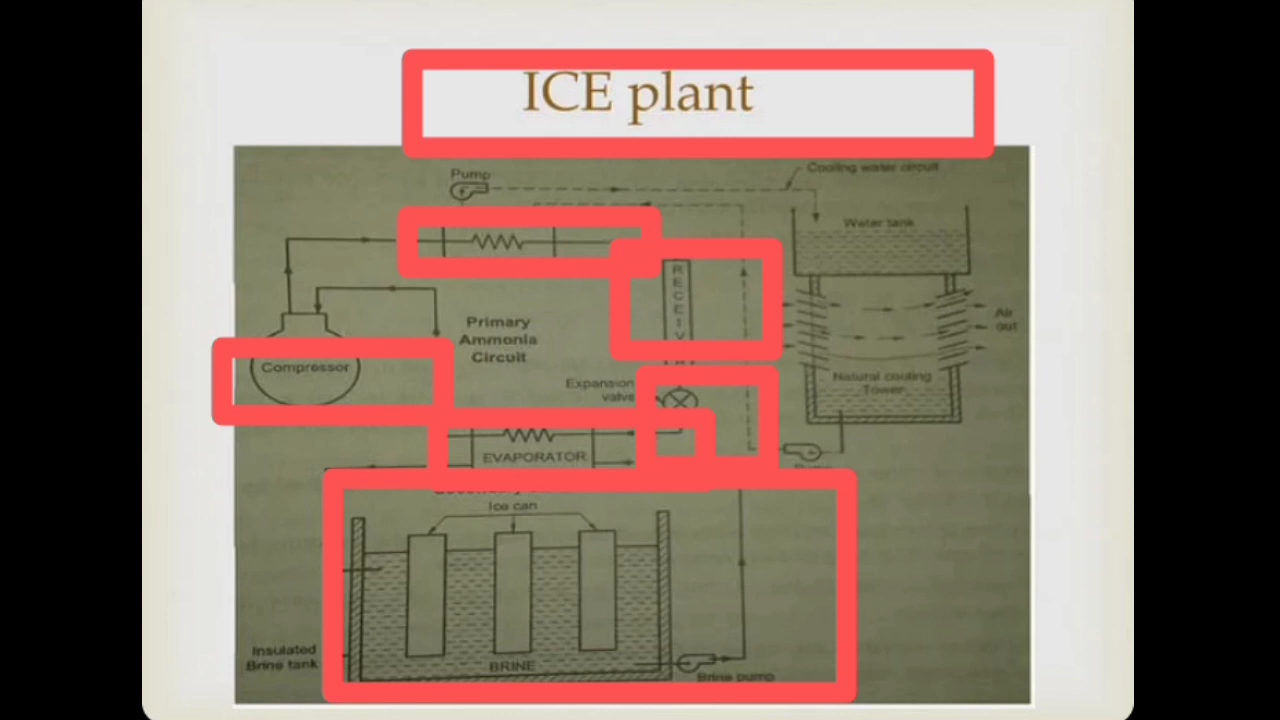 ICE plant
Pump
Cooling water circuit
Water tank
RECEIV
Primary
Ammonia
Circuit
Air
out
Compressor
Natural cooling
Tower
Expansion
valve
EVAPORATOR
Ice can
Insulated
Brine tank
BRINE
Brine pump